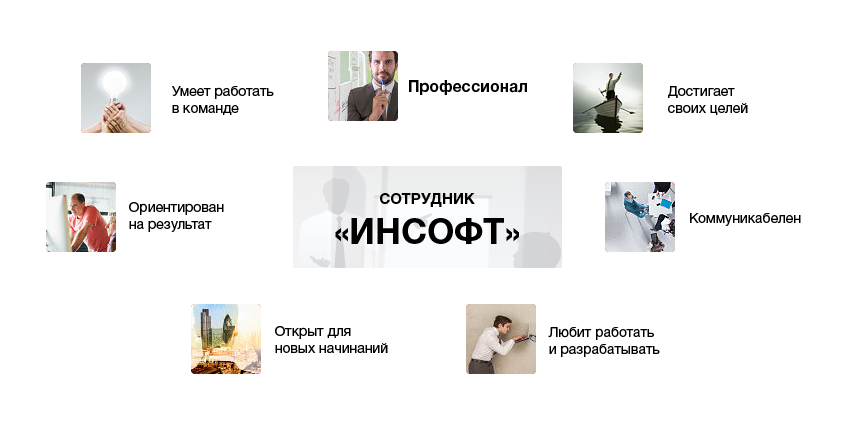 Профессионал
Умеет работать
в команде
Достигает
своих целей
Ориентирован
на результат
СОТРУДНИК
«ИНСОФТ»
Коммуникабелен
Открыт для
новых начинаний
Любит работать
и разрабатывать